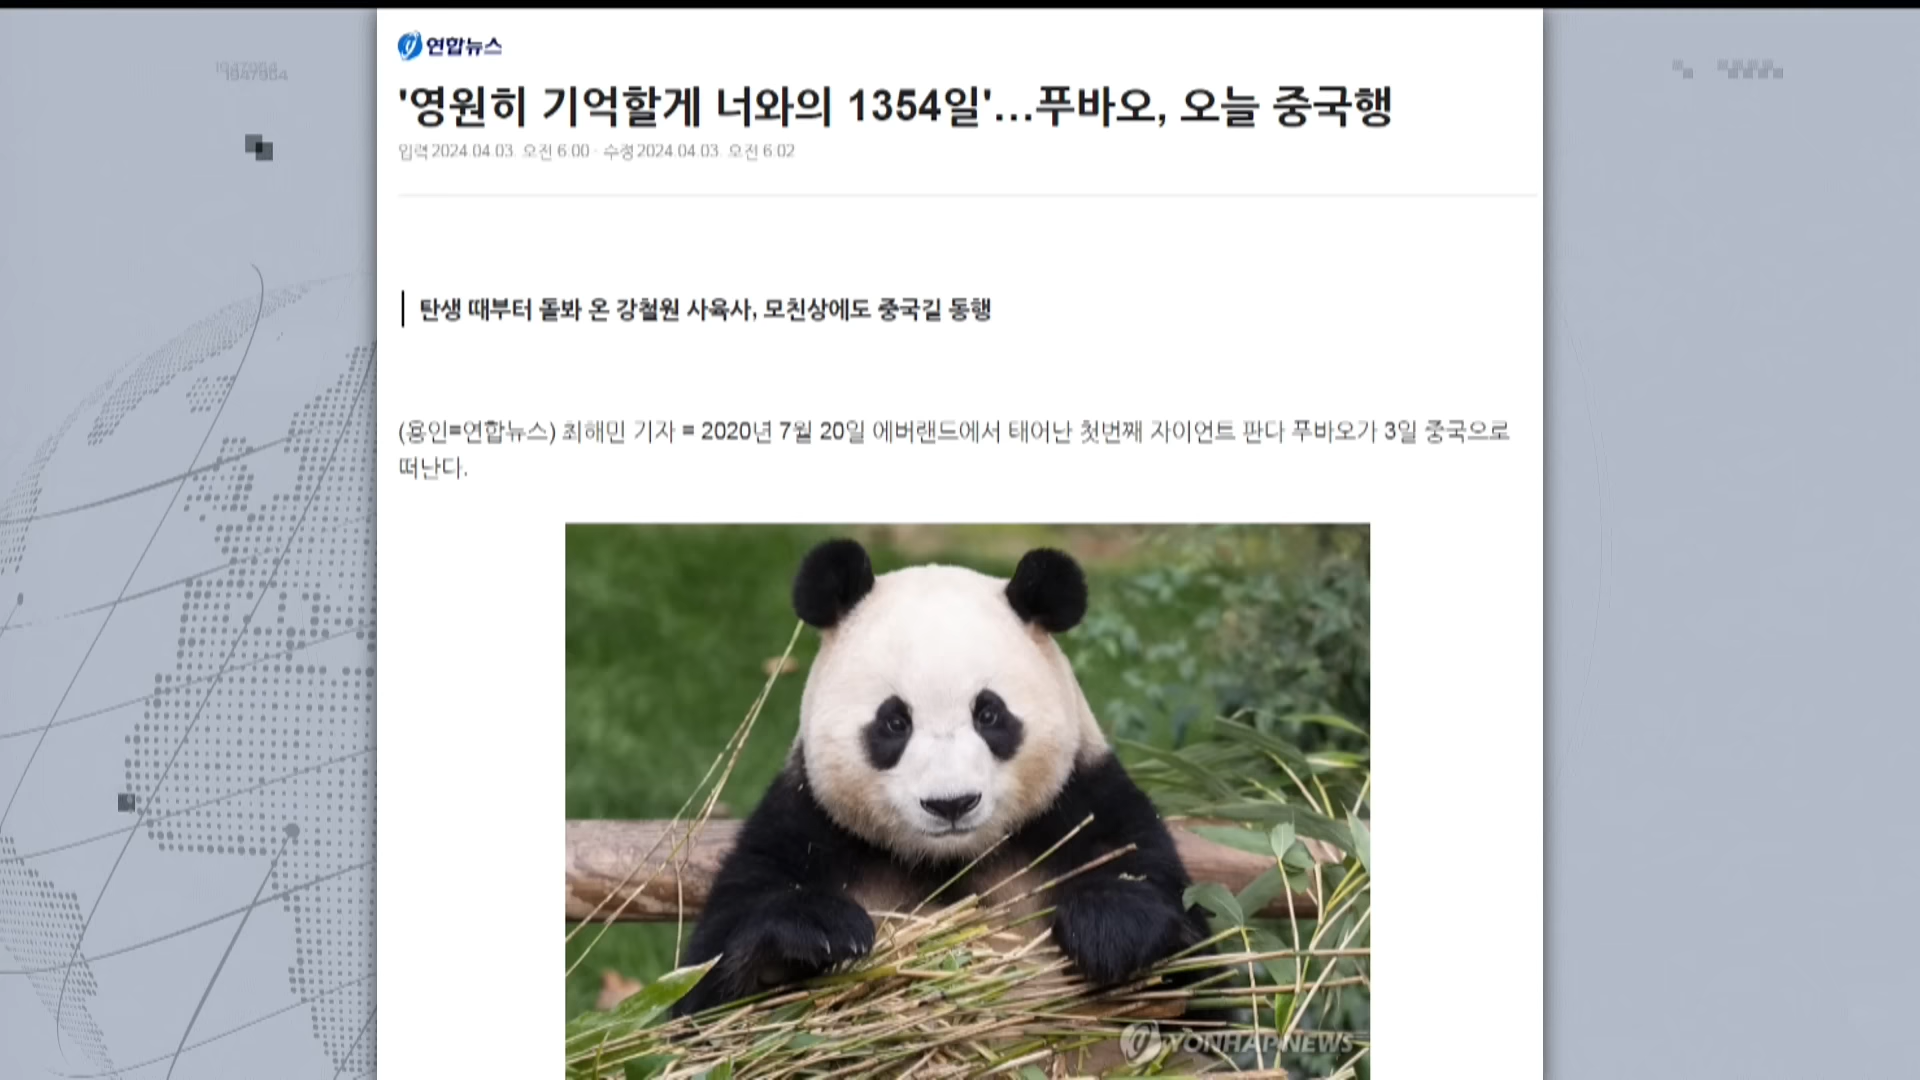 1947954
1947954
연합뉴스
'영원히 기억할게 너와의 1354일'...푸바오, 오늘 중국행
입력 2024.04.03. 오전 6:00 · 수정 2024.04.03. 오전 6:02
탄생 때부터 돌봐 온 강철원 사육사, 모친상에도 중국길 동행
(용인=연합뉴스) 최해민 기자 = 2020년 7월 20일 에버랜드에서 태어난 첫번째 자이언트 판다 푸바오가 3일 중국으로
떠난다.
YONHAPNEWS